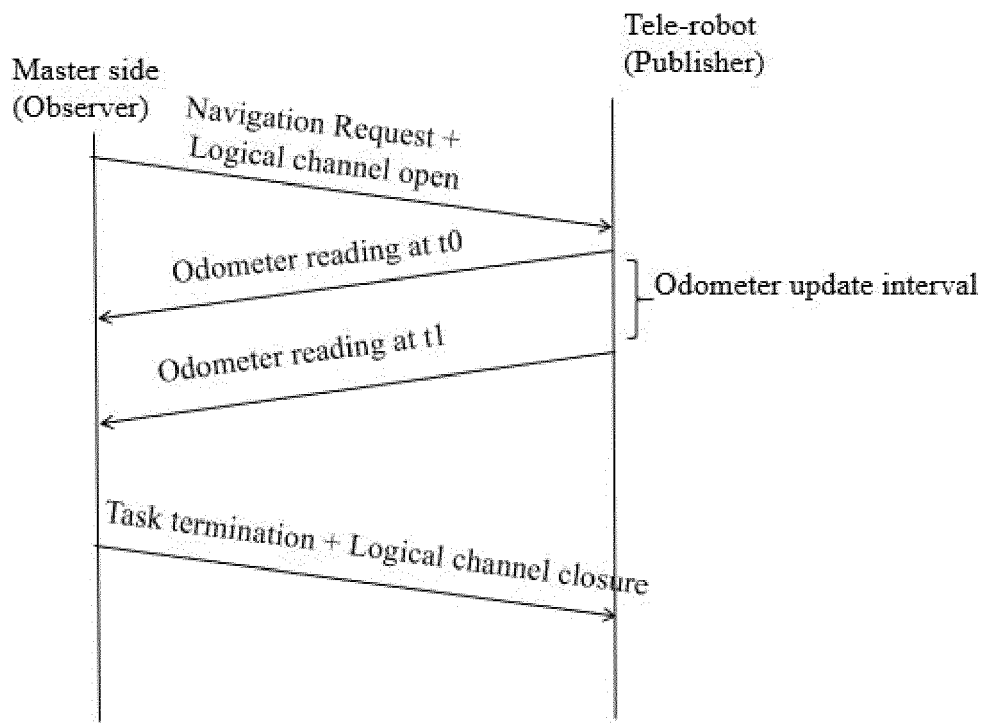 Tele-robot
(Publisher)
Master side
(Observer)
Navigation Request +
Logical channel open
Odometer reading at t0
Odometer update interval
Odometer reading at t1
Task termination + Logical channel closure